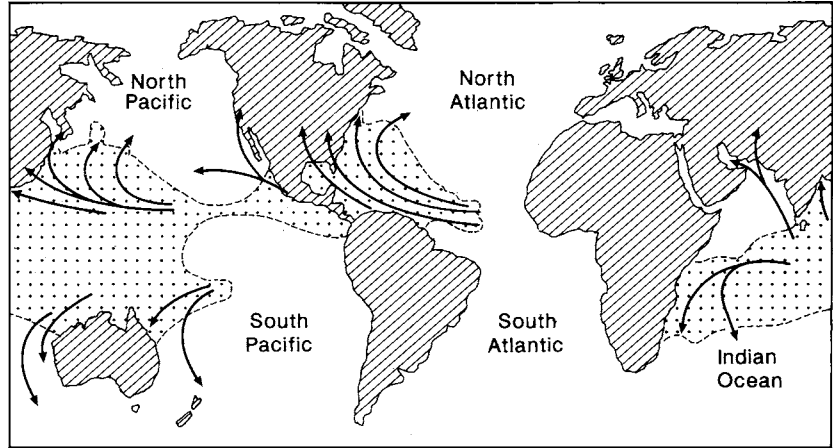 North
Pacific
North
Atlantic
South
Pacific
South
Atlantic
Indian
Ocean